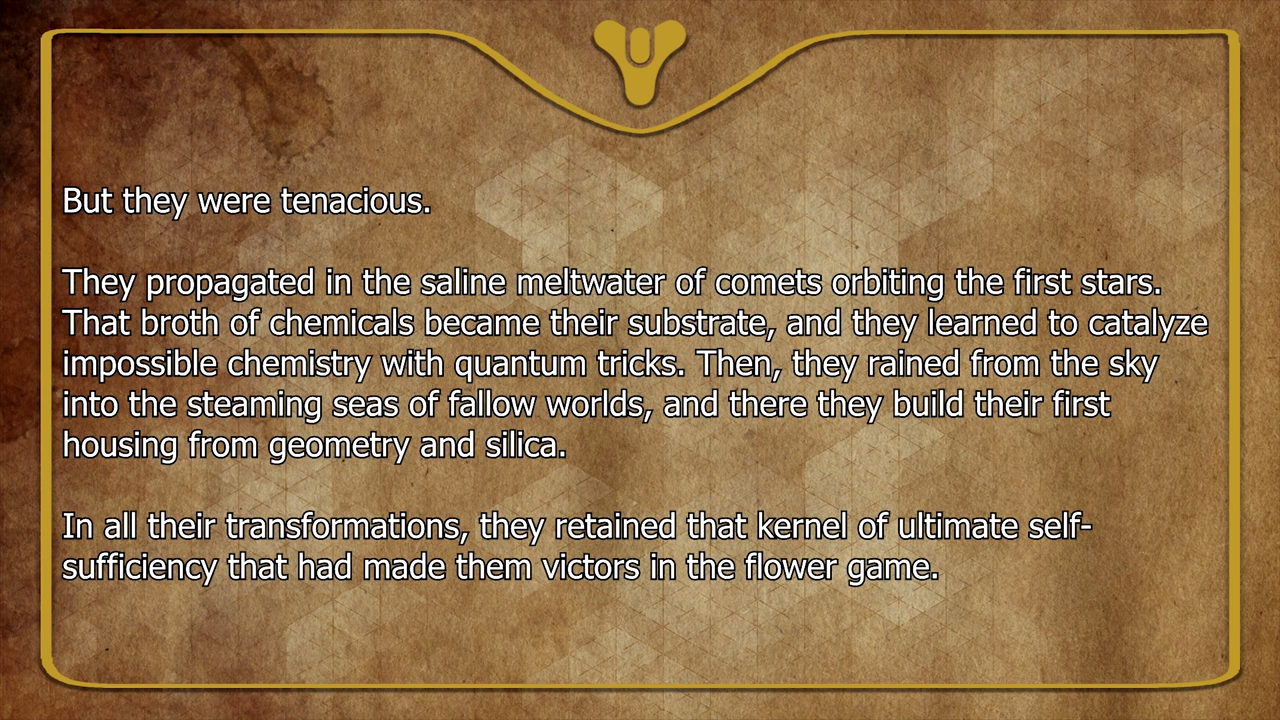 But they were tenacious.
They propagated in the saline meltwater of comets orbiting the first stars.
That broth of chemicals became their substrate, and they learned to catalyze
impossible chemistry with quantum tricks. Then, they rained from the sky
into the steaming seas of fallow worlds, and there they build their first
housing from geometry and silica.
In all their transformations, they retained that kernel of ultimate self-
sufficiency that had made them victors in the flower game.